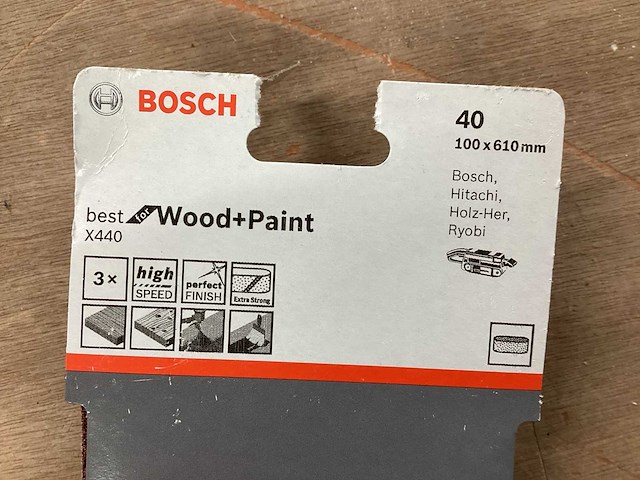 BOSCH
40
100 x 610 mm
Bosch,
Hitachi,
Holz-Her,
Ryobi
best for Wood+Paint
X440
3×
high
SPEED
perfect
FINISH
Extra Strong